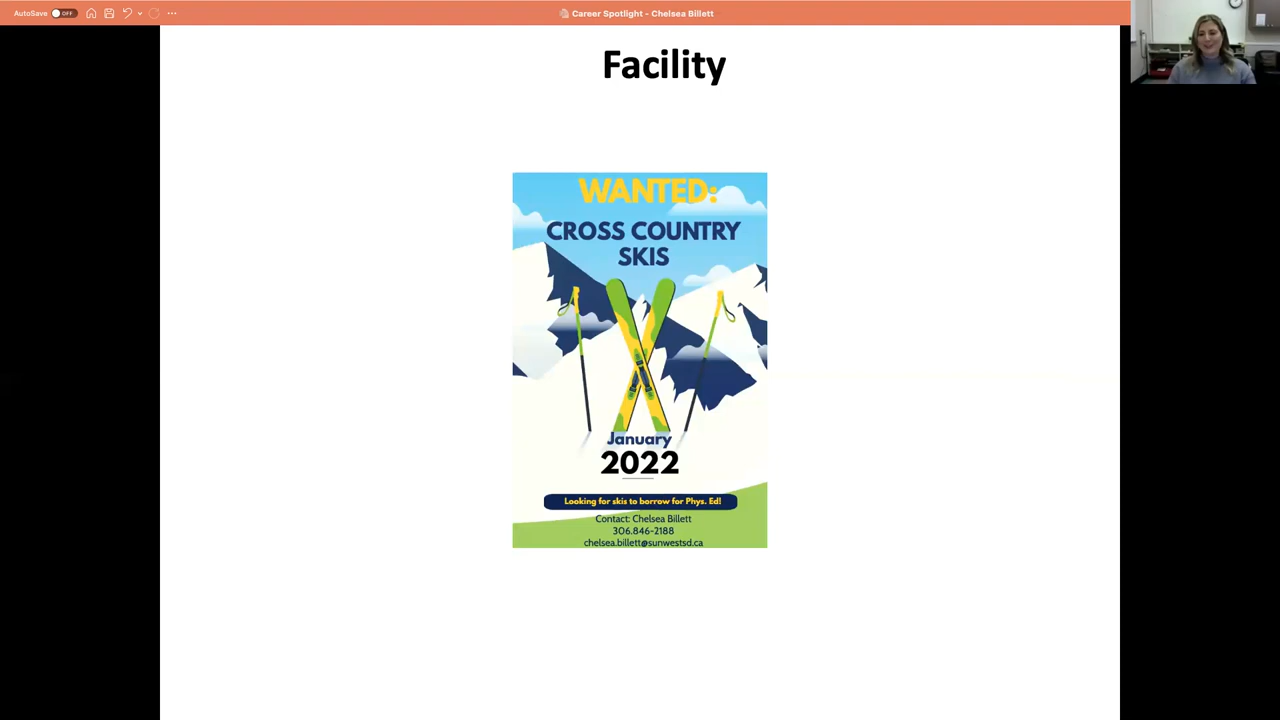 AutoSave OFF
Career Spotlight - Chelsea Billett
Facility
WANTED:
CROSS COUNTRY
SKIS
January
2022
Looking for skis to borrow for Phys. Ed!
Contact: Chelsea Billett
306.846-2188
chelsea.billett@sunwestsd.ca